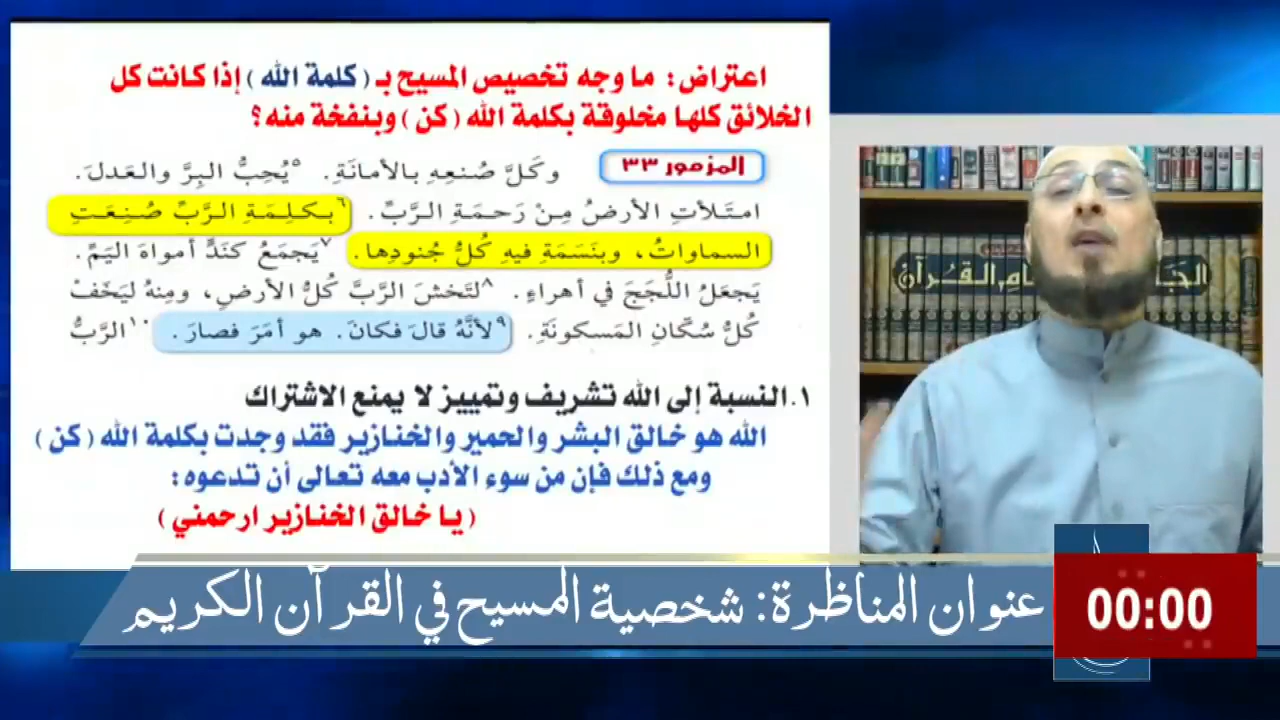 اعتراض: ما وجه تخصيص المسيح بـ (كلمة الله) إذا كانت كل
الخلائق كلها مخلوقة بكلمة الله (كن) وبنفخة منه؟
المزمور ٣٣
وكَلَّ صُنعِهِ بالأمانَةِ. ٥يُحِبُّ البِرَّ والعَدلَ.
امتَلأتِ الأرضُ مِنْ رَحمَةِ الرَّبِّ. ٦بكلِمَةِ الرَّبِّ صُنِعَتِ
السماواتُ، وبنَسَمَةِ فيهِ كُلُّ جُنودِها. ٧يَجمَعُ كنَدٍّ أمواهَ اليَمِّ.
يَجعَلُ اللُّجَجَ في أهراءٍ. ٨لتَخشَ الرَّبَّ كُلُّ الأرضِ، ومِنهُ ليَخَفْ
كُلُّ سُكّانِ المَسكونَةِ. ٩لأنَّهُ قالَ فكانَ. هو أمَرَ فصارَ. ١٠الرَّبُّ
١. النسبة إلى الله تشريف وتمييز لا يمنع الاشتراك
الله هو خالق البشر والحمير والخنازير فقد وجدت بكلمة الله (كن)
ومع ذلك فإن من سوء الأدب معه تعالى أن تدعوه:
(يا خالق الخنازير ارحمني)
عنوان المناظرة: شخصية المسيح في القرآن الكريم
00:00